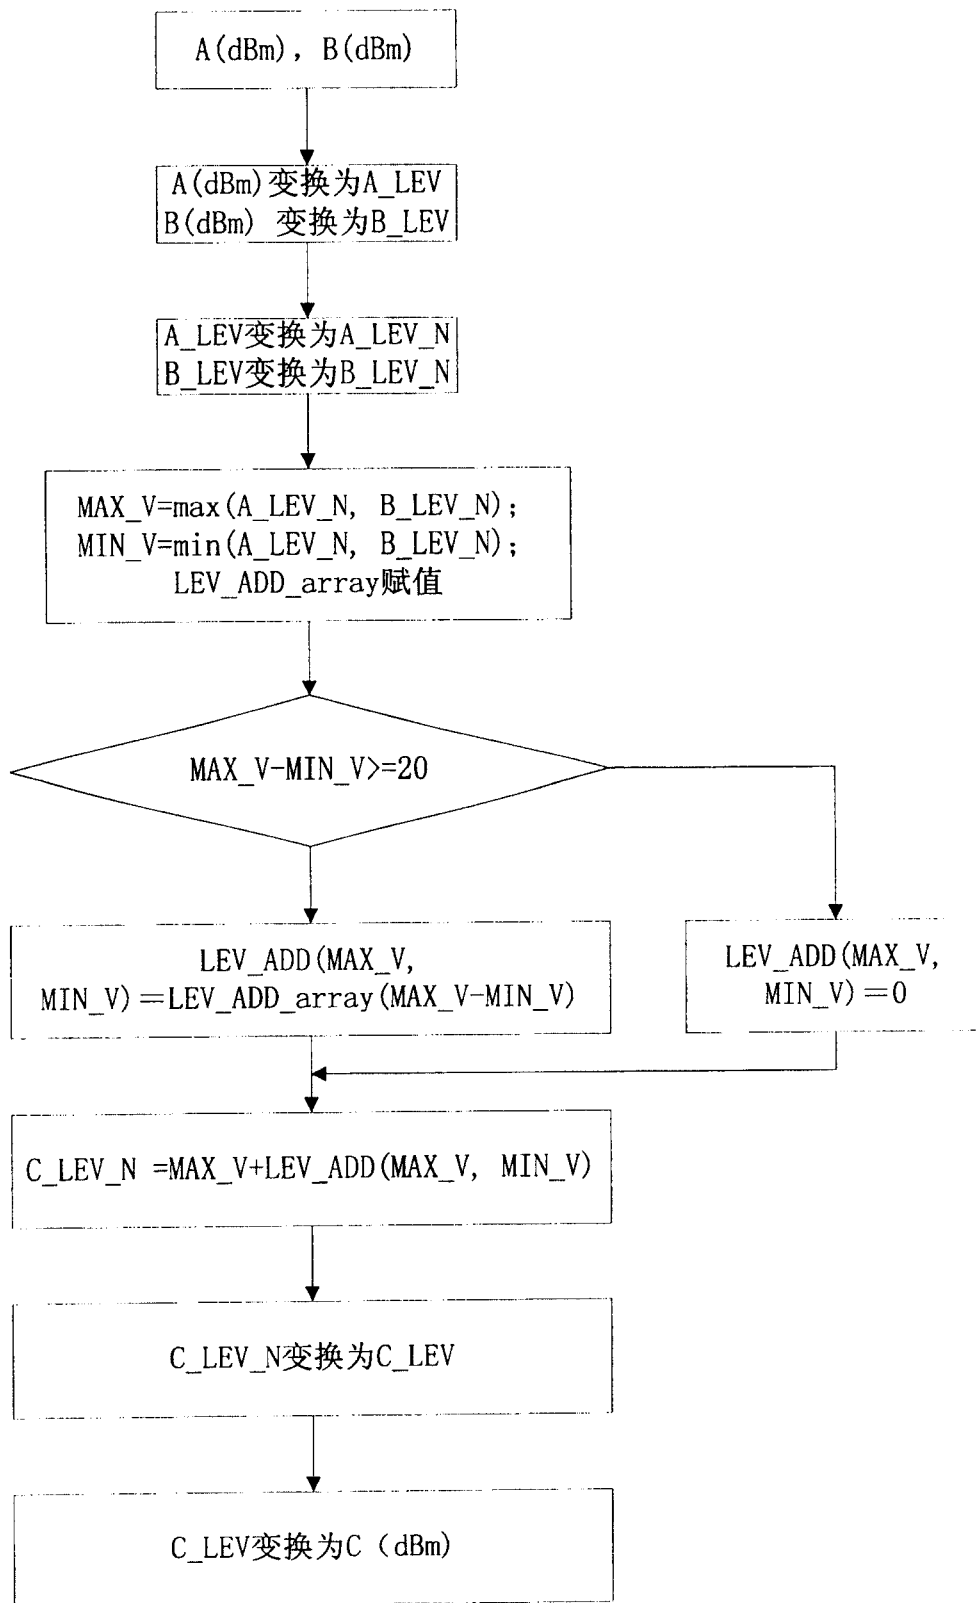 A(dBm), B(dBm)
A(dBm)变换为A_LEV
B(dBm) 变换为B_LEV
A_LEV变换为A_LEV_N
B_LEV变换为B_LEV_N
MAX_V=max(A_LEV_N, B_LEV_N);
MIN_V=min(A_LEV_N, B_LEV_N);
LEV_ADD_array赋值
MAX_V-MIN_V>=20
LEV_ADD(MAX_V,
MIN_V)=LEV_ADD_array(MAX_V-MIN_V)
LEV_ADD(MAX_V,
MIN_V)=0
C_LEV_N =MAX_V+LEV_ADD(MAX_V, MIN_V)
C_LEV_N变换为C_LEV
C_LEV变换为C（dBm)